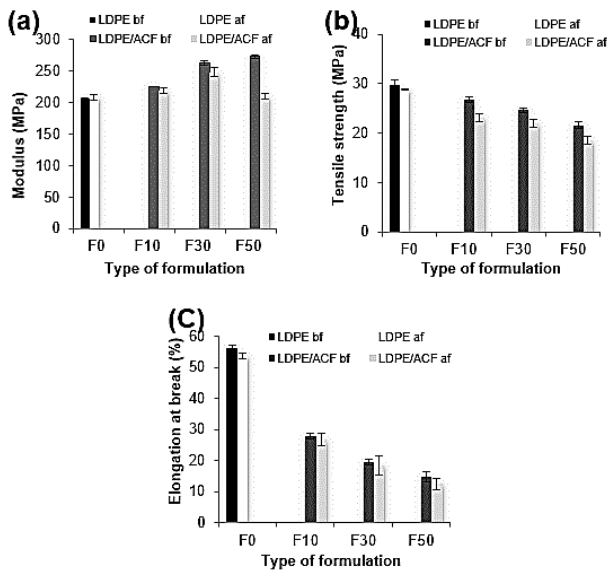 (a)
LDPE bf LDPE af
LDPE/ACF bf LDPE/ACF af
Modulus (MPa)
300
250
200
150
100
50
0
F0 F10 F30 F50
Type of formulation
(b)
LDPE bf LDPE af
LDPE/ACF bf LDPE/ACF af
Tensile strength (MPa)
40
30
20
10
0
F0 F10 F30 F50
Type of formulation
(C)
LDPE bf LDPE af
LDPE/ACF bf LDPE/ACF af
Elongation at break (%)
60
50
40
30
20
10
0
F0 F10 F30 F50
Type of formulation